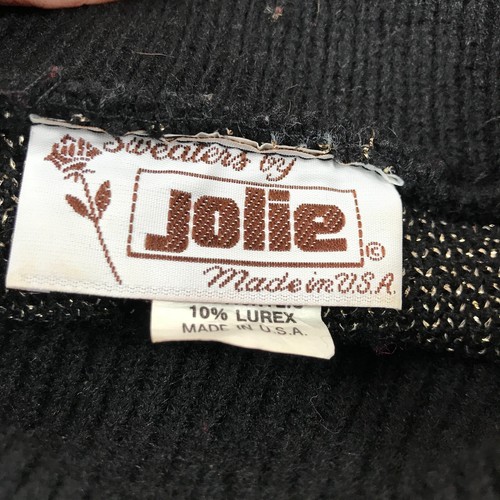 Sweaters by
Jolie
©
Made in U.S.A.
10% LUREX
MADE IN U.S.A.